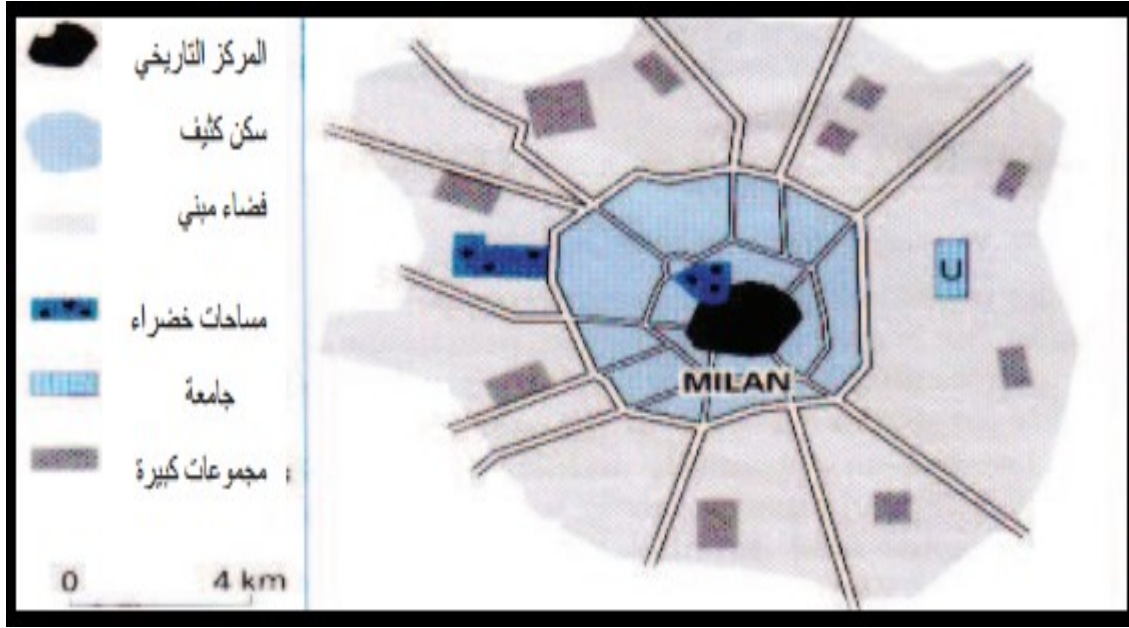 المركز التاريخي
سكن كثيف
فضاء مبني
مساحات خضراء
جامعة
مجموعات كبيرة
0 4 km
U
MILAN